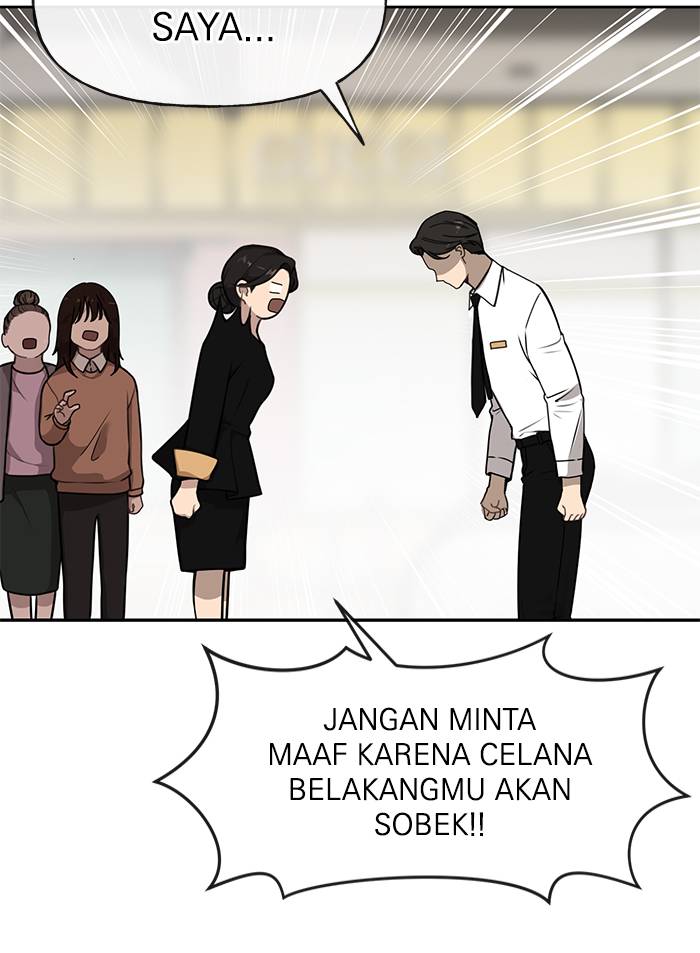 SAYA...
JANGAN MINTA
MAAF KARENA CELANA
BELAKANGMU AKAN
SOBEK!!